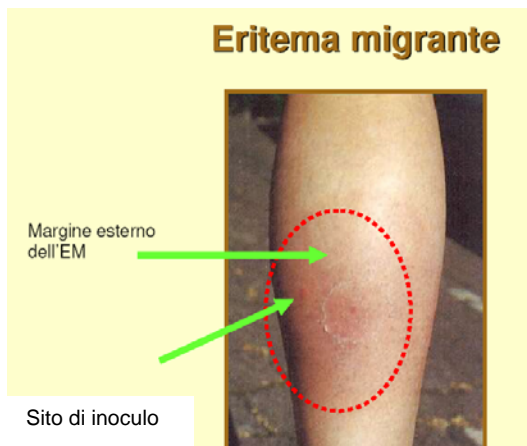 Eritema migrante
Margine esterno
dell'EM
Sito di inoculo